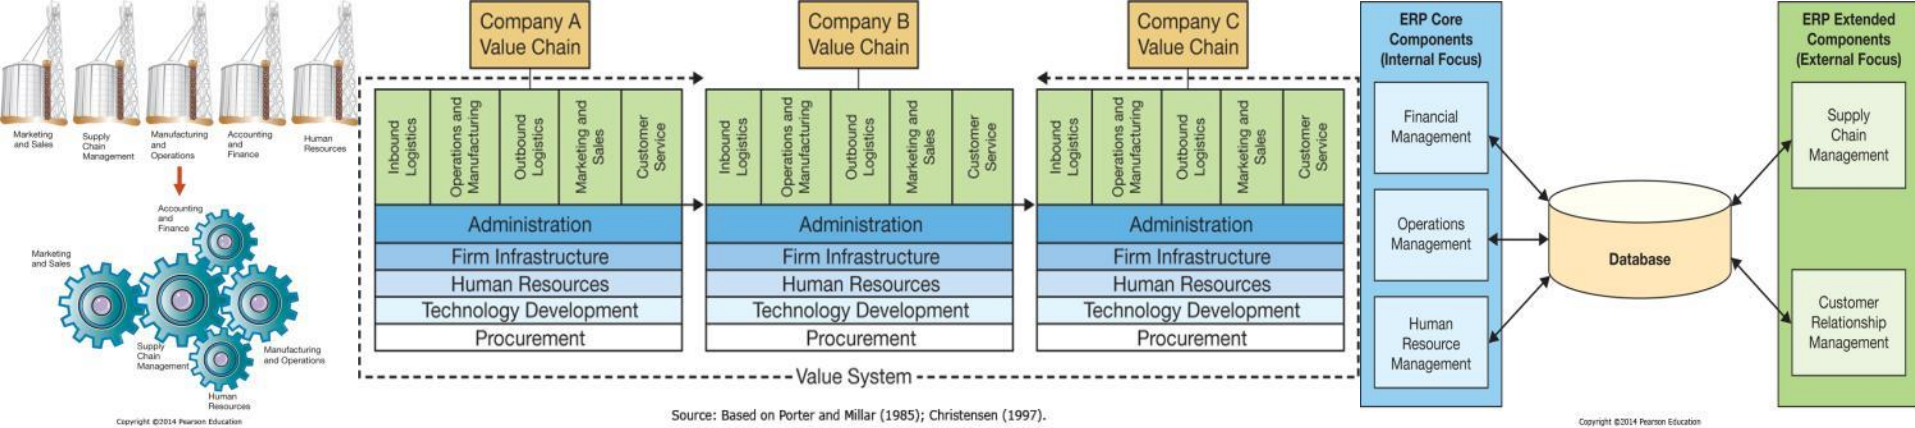 Marketing
and Sales
Supply
Chain
Management
Manufacturing
and
Operations
Accounting
and
Finance
Human
Resources
Accounting
and
Finance
Marketing
and Sales
Supply
Chain
Management
Manufacturing
and Operations
Human
Resources
Copyright ©2014 Pearson Education
Company A
Value Chain
Inbound
Logistics
Operations and
Manufacturing
Outbound
Logistics
Marketing and
Sales
Customer
Service
Administration
Firm Infrastructure
Human Resources
Technology Development
Procurement
Company B
Value Chain
Inbound
Logistics
Operations and
Manufacturing
Outbound
Logistics
Marketing and
Sales
Customer
Service
Administration
Firm Infrastructure
Human Resources
Technology Development
Procurement
Company C
Value Chain
Inbound
Logistics
Operations and
Manufacturing
Outbound
Logistics
Marketing and
Sales
Customer
Service
Administration
Firm Infrastructure
Human Resources
Technology Development
Procurement
Value System
Source: Based on Porter and Millar (1985); Christensen (1997).
ERP Core
Components
(Internal Focus)
Financial
Management
Operations
Management
Human
Resource
Management
Database
ERP Extended
Components
(External Focus)
Supply
Chain
Management
Customer
Relationship
Management
Copyright ©2014 Pearson Education